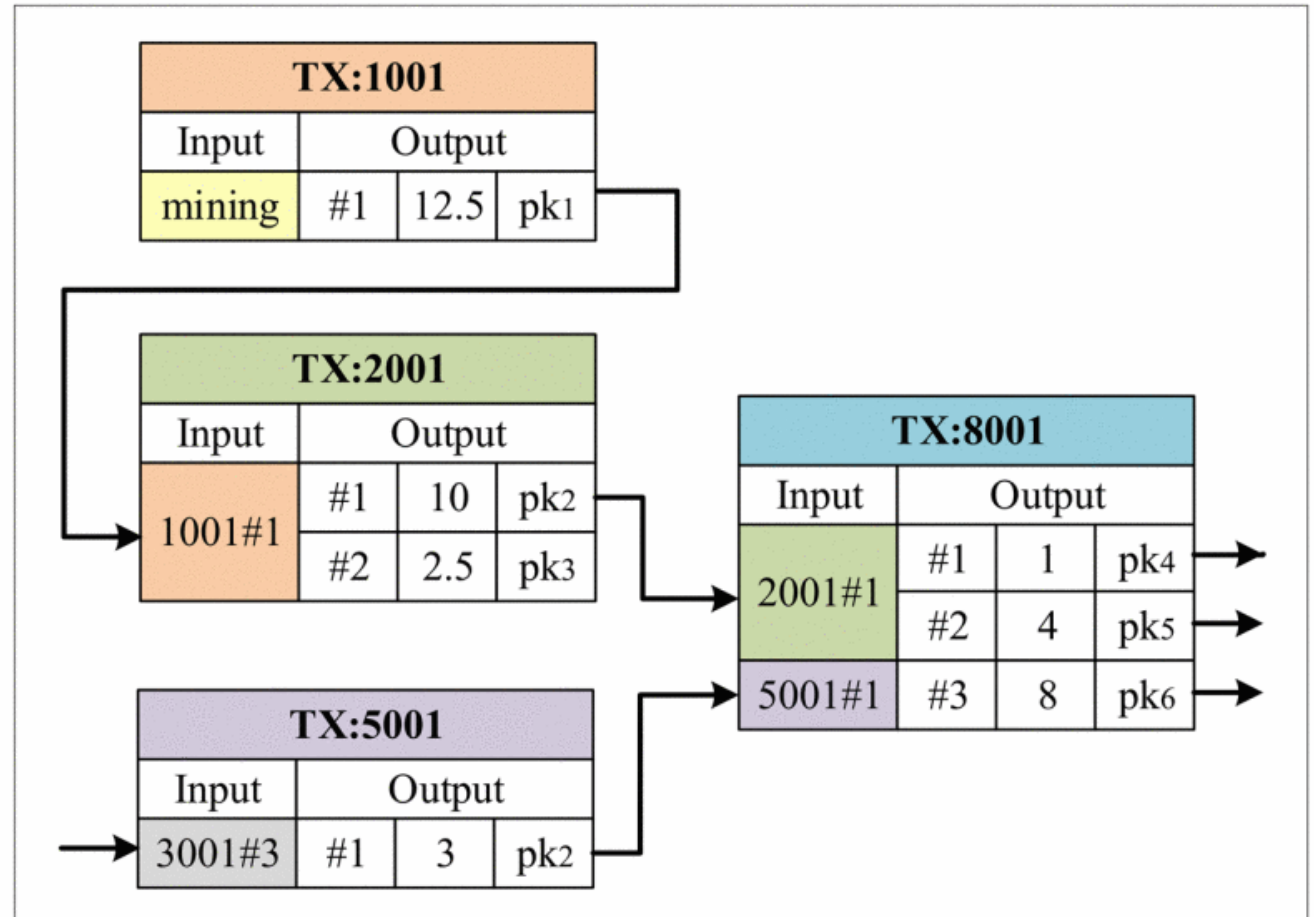 TX:1001
Input Output
mining #1 12.5 pk1
TX:2001
Input Output
1001#1 #1 10 pk2
#2 2.5 pk3
TX:8001
Input Output
2001#1 #1 1 pk4
#2 4 pk5
5001#1 #3 8 pk6
TX:5001
Input Output
3001#3 #1 3 pk2